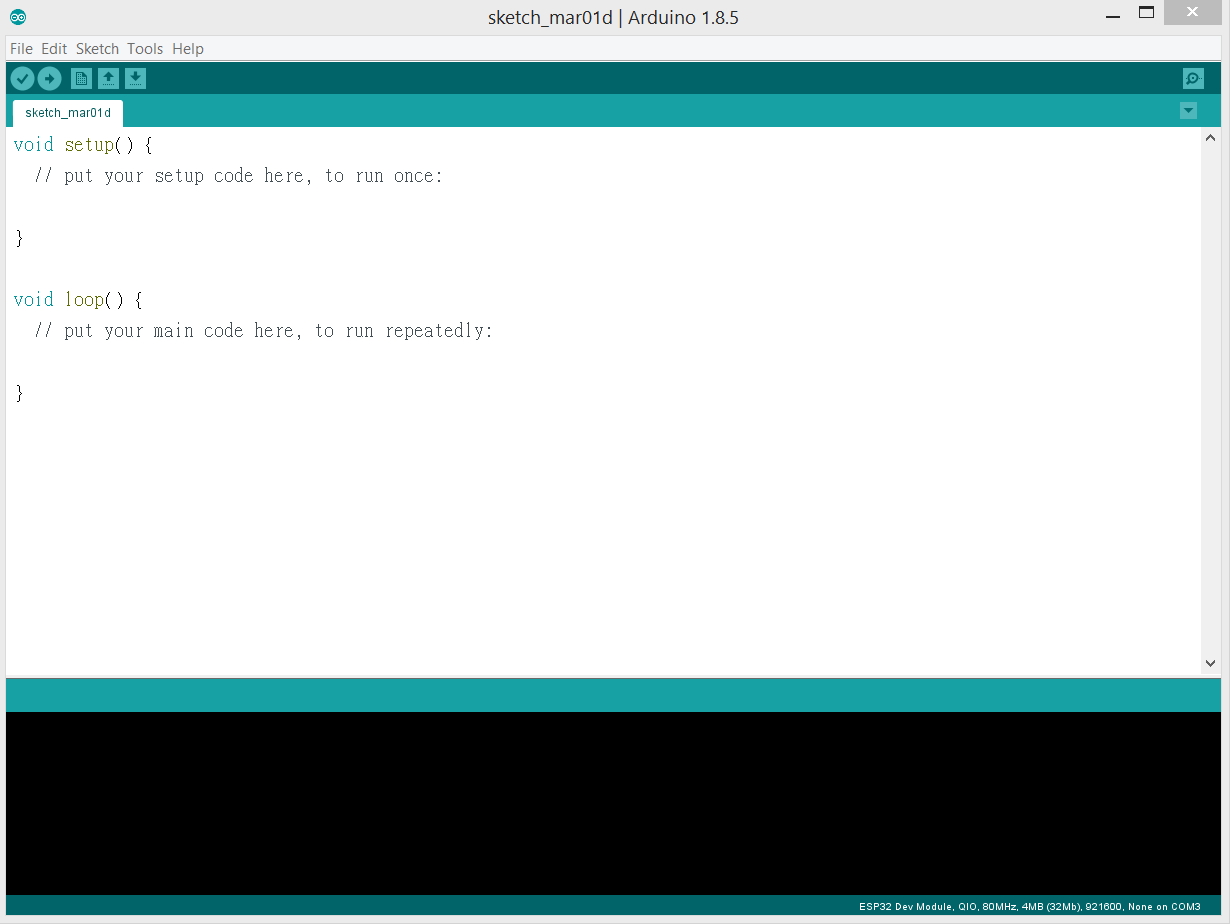 sketch_mar01d | Arduino 1.8.5
File Edit Sketch Tools Help
sketch_mar01d
void setup() {
  // put your setup code here, to run once:
}
void loop() {
  // put your main code here, to run repeatedly:
}
ESP32 Dev Module, QIO, 80MHz, 4MB (32Mb), 921600, None on COM3